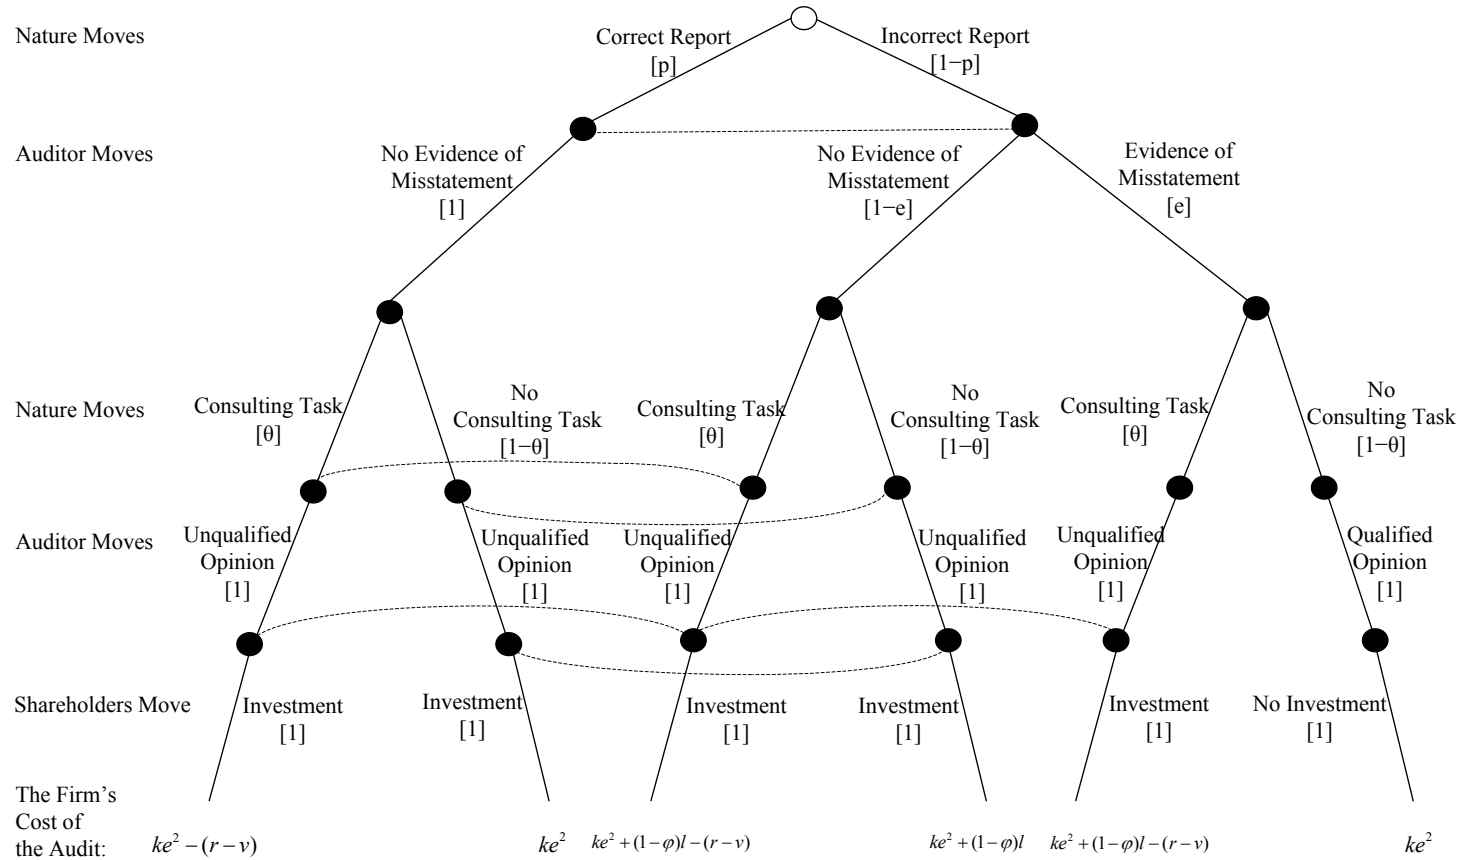 Nature Moves
Correct Report
[p]
Incorrect Report
[1−p]
Auditor Moves
No Evidence of
Misstatement
[1]
No Evidence of
Misstatement
[1−e]
Evidence of
Misstatement
[e]
Nature Moves
Consulting Task
[θ]
No
Consulting Task
[1−θ]
Consulting Task
[θ]
No
Consulting Task
[1−θ]
Consulting Task
[θ]
No
Consulting Task
[1−θ]
Auditor Moves
Unqualified
Opinion
[1]
Unqualified
Opinion
[1]
Unqualified
Opinion
[1]
Unqualified
Opinion
[1]
Unqualified
Opinion
[1]
Qualified
Opinion
[1]
Shareholders Move
Investment
[1]
Investment
[1]
Investment
[1]
Investment
[1]
Investment
[1]
No Investment
[1]
The Firm's
Cost of
the Audit:
ke² − (r − v)
ke²
ke² + (1−φ)l − (r − v)
ke² + (1−φ)l
ke² + (1−φ)l − (r − v)
ke²